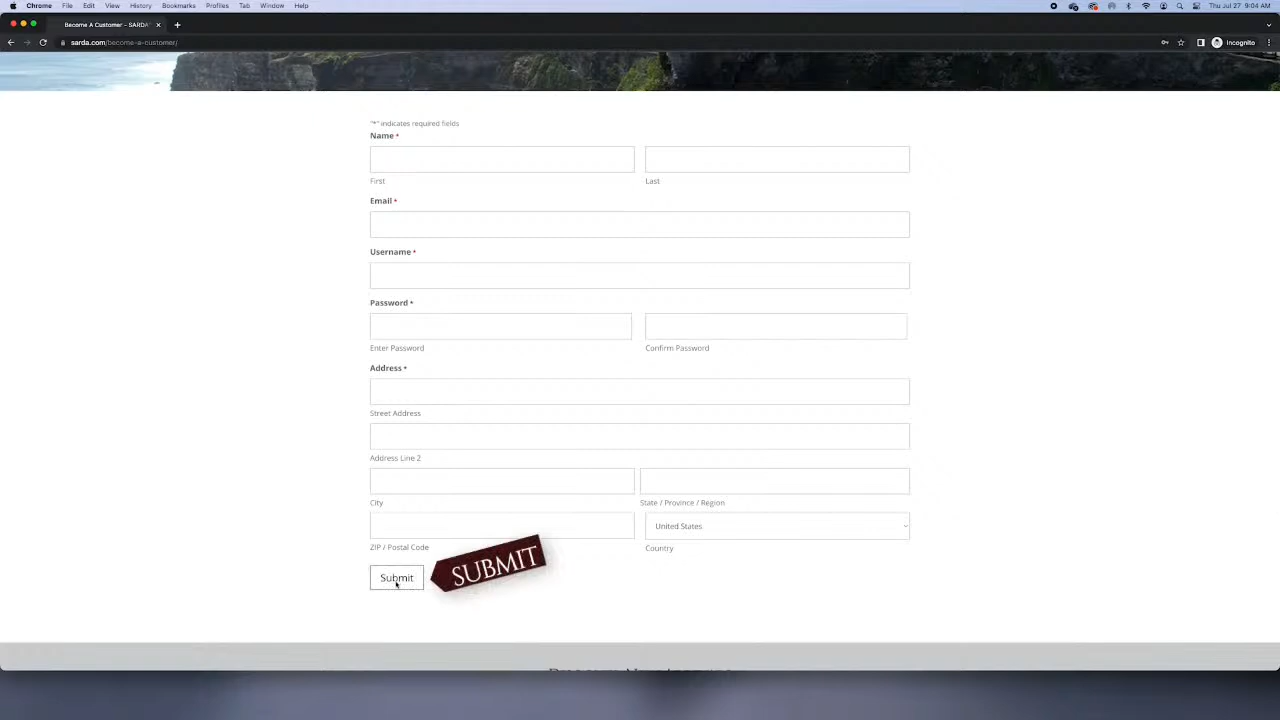 Chrome File Edit View History Bookmarks Profiles Tab Window Help Thu Jul 27 9:04 AM
Become A Customer - SARDA
sarda.com/become-a-customer/ Incognito
"*" indicates required fields
Name *
First Last
Email *
Username *
Password *
Enter Password Confirm Password
Address *
Street Address
Address Line 2
City State / Province / Region
United States
ZIP / Postal Code Country
Submit SUBMIT